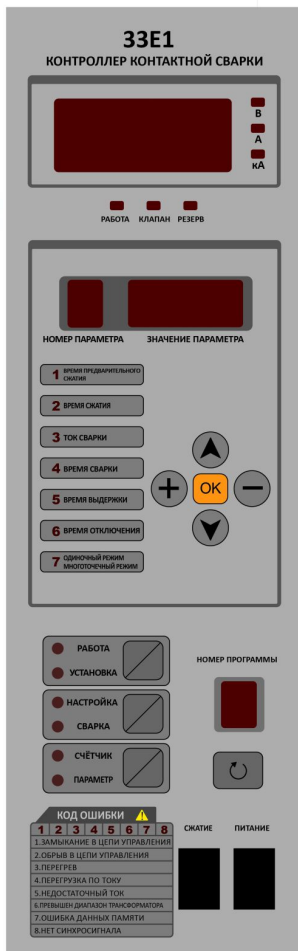 33Е1
КОНТРОЛЛЕР КОНТАКТНОЙ СВАРКИ
В
А
кА
РАБОТА КЛАПАН РЕЗЕРВ
НОМЕР ПАРАМЕТРА ЗНАЧЕНИЕ ПАРАМЕТРА
1 ВРЕМЯ ПРЕДВАРИТЕЛЬНОГО
СЖАТИЯ
2 ВРЕМЯ СЖАТИЯ
3 ТОК СВАРКИ
4 ВРЕМЯ СВАРКИ
5 ВРЕМЯ ВЫДЕРЖКИ
6 ВРЕМЯ ОТКЛЮЧЕНИЯ
7 ОДИНОЧНЫЙ РЕЖИМ
МНОГОТОЧЕЧНЫЙ РЕЖИМ
+ OK −
РАБОТА
УСТАНОВКА
НАСТРОЙКА
СВАРКА
СЧЁТЧИК
ПАРАМЕТР
НОМЕР ПРОГРАММЫ
КОД ОШИБКИ
1 2 3 4 5 6 7 8
1.ЗАМЫКАНИЕ В ЦЕПИ УПРАВЛЕНИЯ
2.ОБРЫВ В ЦЕПИ УПРАВЛЕНИЯ
3.ПЕРЕГРЕВ
4.ПЕРЕГРУЗКА ПО ТОКУ
5.НЕДОСТАТОЧНЫЙ ТОК
6.ПРЕВЫШЕН ДИАПАЗОН ТРАНСФОРМАТОРА
7.ОШИБКА ДАННЫХ ПАМЯТИ
8.НЕТ СИНХРОСИГНАЛА
СЖАТИЕ ПИТАНИЕ